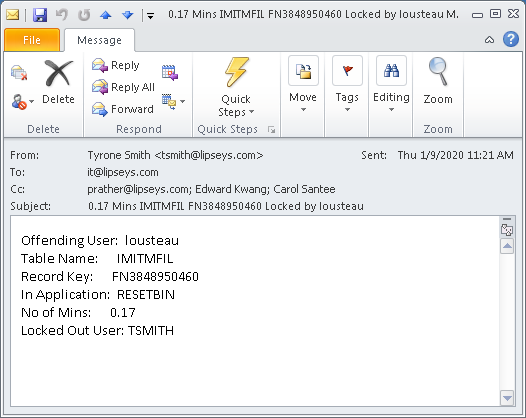 0.17 Mins IMITMFIL FN3848950460 Locked by lousteau M.
File
Message
Delete
Delete
Reply
Reply All
Forward
Respond
Quick
Steps
Quick Steps
Move
Tags
Editing
Zoom
Zoom
From: Tyrone Smith <tsmith@lipseys.com> Sent: Thu 1/9/2020 11:21 AM
To: it@lipseys.com
Cc: prather@lipseys.com; Edward Kwang; Carol Santee
Subject: 0.17 Mins IMITMFIL FN3848950460 Locked by lousteau
Offending User: lousteau
Table Name: IMITMFIL
Record Key: FN3848950460
In Application: RESETBIN
No of Mins: 0.17
Locked Out User: TSMITH